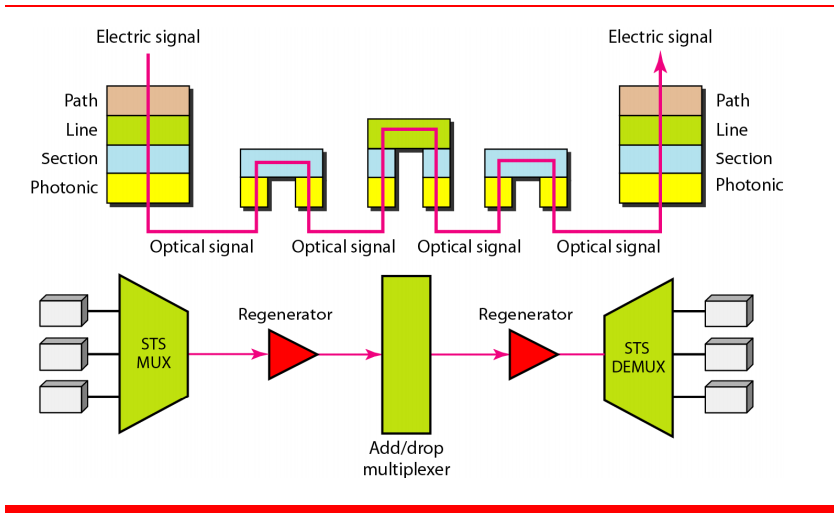 Electric signal
Electric signal
Path
Line
Section
Photonic
Path
Line
Section
Photonic
Optical signal
Optical signal
Optical signal
Optical signal
Regenerator
Regenerator
STS
MUX
STS
DEMUX
Add/drop
multiplexer